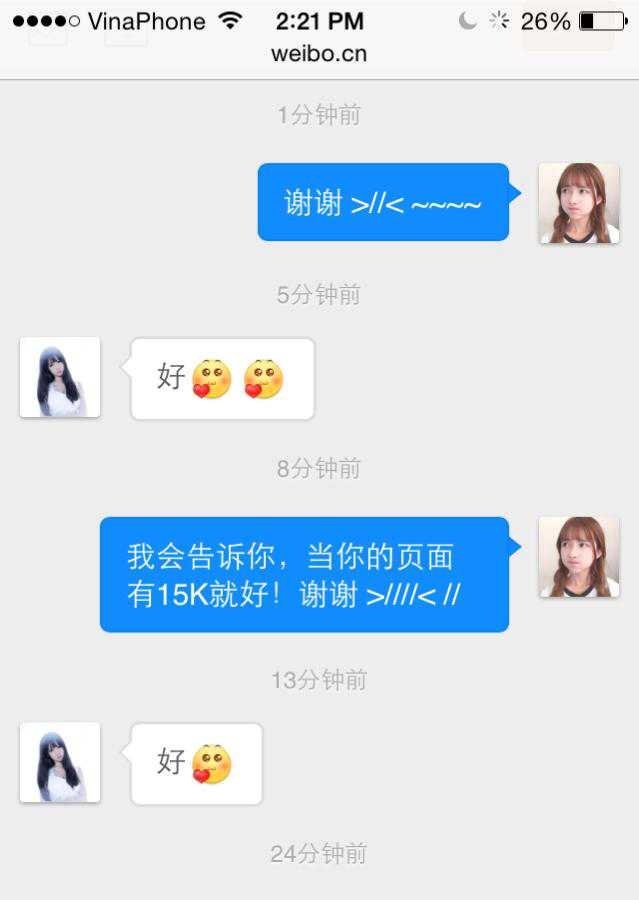 VinaPhone 2:21 PM 26%
weibo.cn
1分钟前
谢谢 >//< ~~~~
5分钟前
好
8分钟前
我会告诉你，当你的页面
有15K就好！谢谢 >////< //
13分钟前
好
24分钟前